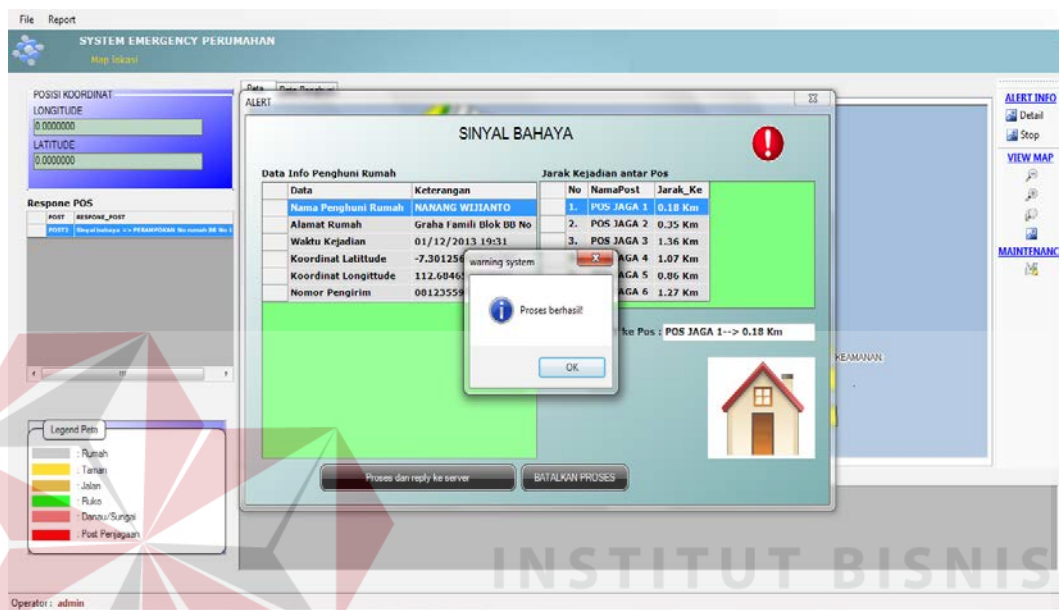 File Report
SYSTEM EMERGENCY PERUMAHAN
Map lokasi
POSISI KOORDINAT
LONGITUDE
0.0000000
LATITUDE
0.0000000
Respone POS
POST RESPONE_POST
Peta Data Penghuni
ALERT
SINYAL BAHAYA
Data Info Penghuni Rumah
Data Keterangan
Nama Penghuni Rumah NANANG WIJIANTO
Alamat Rumah Graha Famili Blok BB No
Waktu Kejadian 01/12/2013 19:31
Koordinat Latittude -7.30125
Koordinat Longittude 112.6846
Nomor Pengirim 08123559
Jarak Kejadian antar Pos
No NamaPost Jarak_Ke
1. POS JAGA 1 0.18 Km
2. POS JAGA 2 0.35 Km
3. POS JAGA 3 1.36 Km
AGA 4 1.07 Km
AGA 5 0.86 Km
AGA 6 1.27 Km
warning system
Proses berhasil!
OK
ke Pos : POS JAGA 1--> 0.18 Km
Proses dan reply ke server
BATALKAN PROSES
KEAMANAN
ALERT INFO
Detail
Stop
VIEW MAP
MAINTENANC
Legend Peta
: Rumah
: Taman
: Jalan
: Ruko
: Danau/Sungai
: Post Penjagaan
INSTITUT BISNIS
Operator : admin